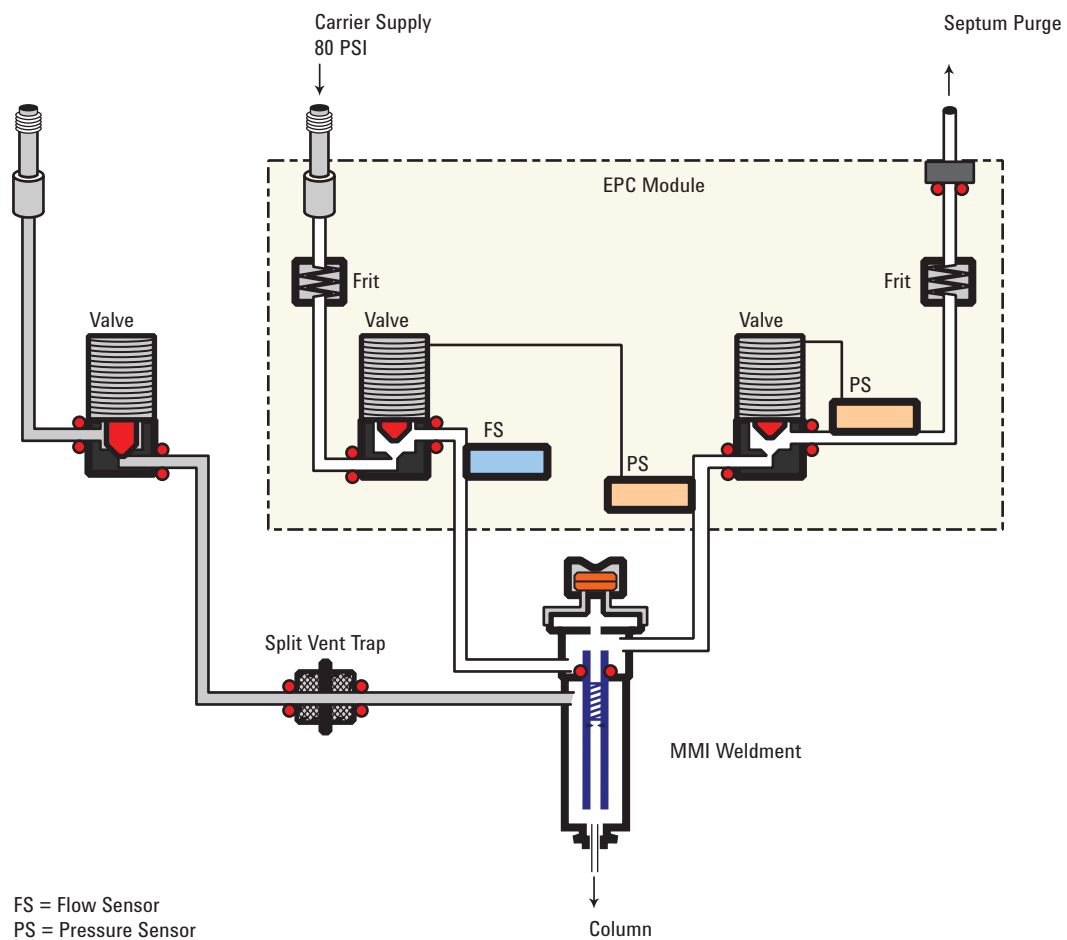 Carrier Supply
80 PSI
Septum Purge
EPC Module
Frit
Frit
Valve
Valve
Valve
PS
FS
PS
Split Vent Trap
MMI Weldment
FS = Flow Sensor
PS = Pressure Sensor
Column